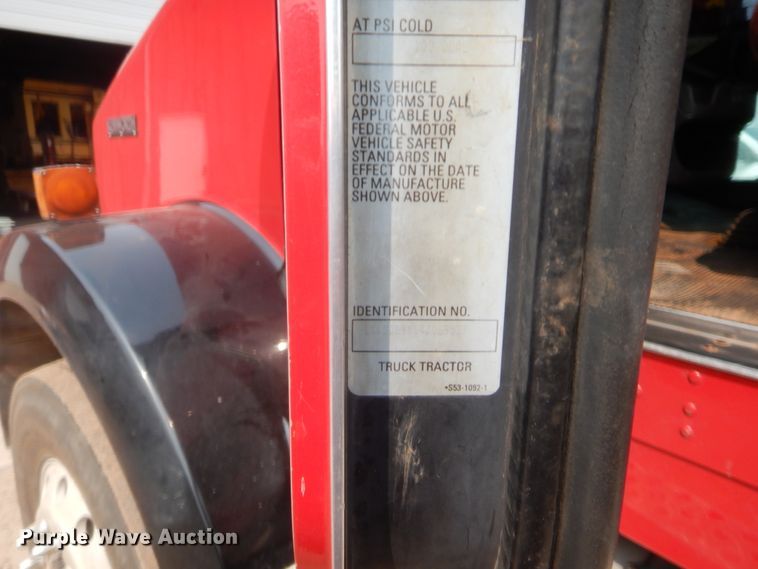 AT PSI COLD
THIS VEHICLE
CONFORMS TO ALL
APPLICABLE U.S.
FEDERAL MOTOR
VEHICLE SAFETY
STANDARDS IN
EFFECT ON THE DATE
OF MANUFACTURE
SHOWN ABOVE.
IDENTIFICATION NO.
TRUCK TRACTOR
•S53-1092-1
Purple Wave Auction